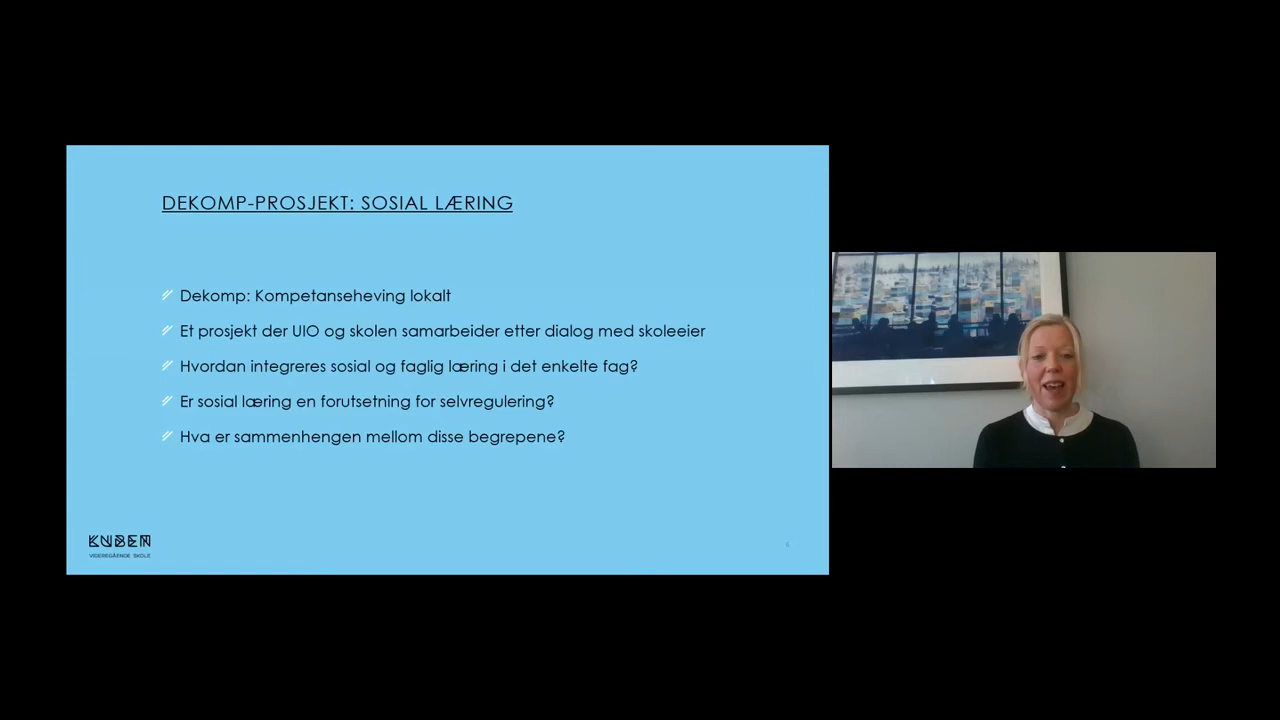 DEKOMP-PROSJEKT: SOSIAL LÆRING
Dekomp: Kompetanseheving lokalt
Et prosjekt der UIO og skolen samarbeider etter dialog med skoleeier
Hvordan integreres sosial og faglig læring i det enkelte fag?
Er sosial læring en forutsetning for selvregulering?
Hva er sammenhengen mellom disse begrepene?
KUBEN
VIDEREGÅENDE SKOLE